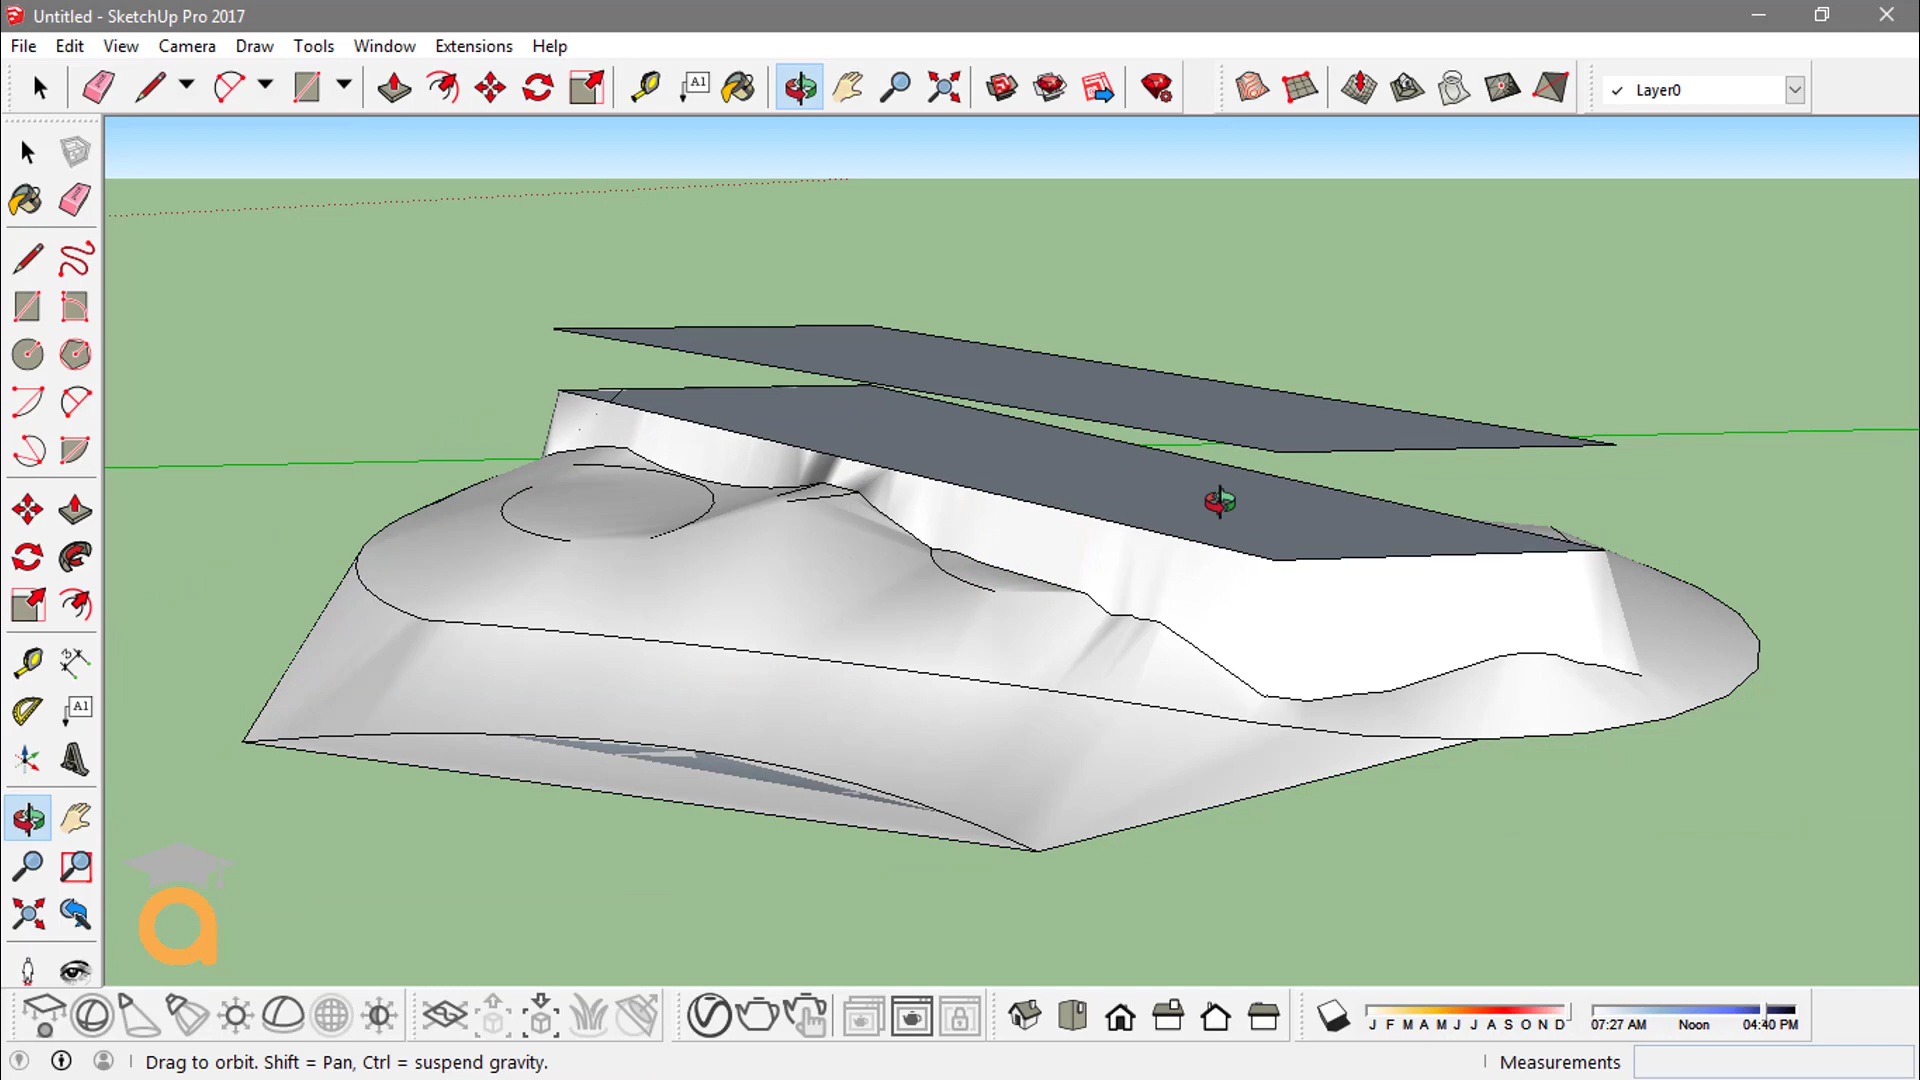 Untitled - SketchUp Pro 2017
File Edit View Camera Draw Tools Window Extensions Help
A1
Layer0
A1
J F M A M J J A S O N D
07:27 AM Noon 04:40 PM
Drag to orbit. Shift = Pan, Ctrl = suspend gravity.
Measurements